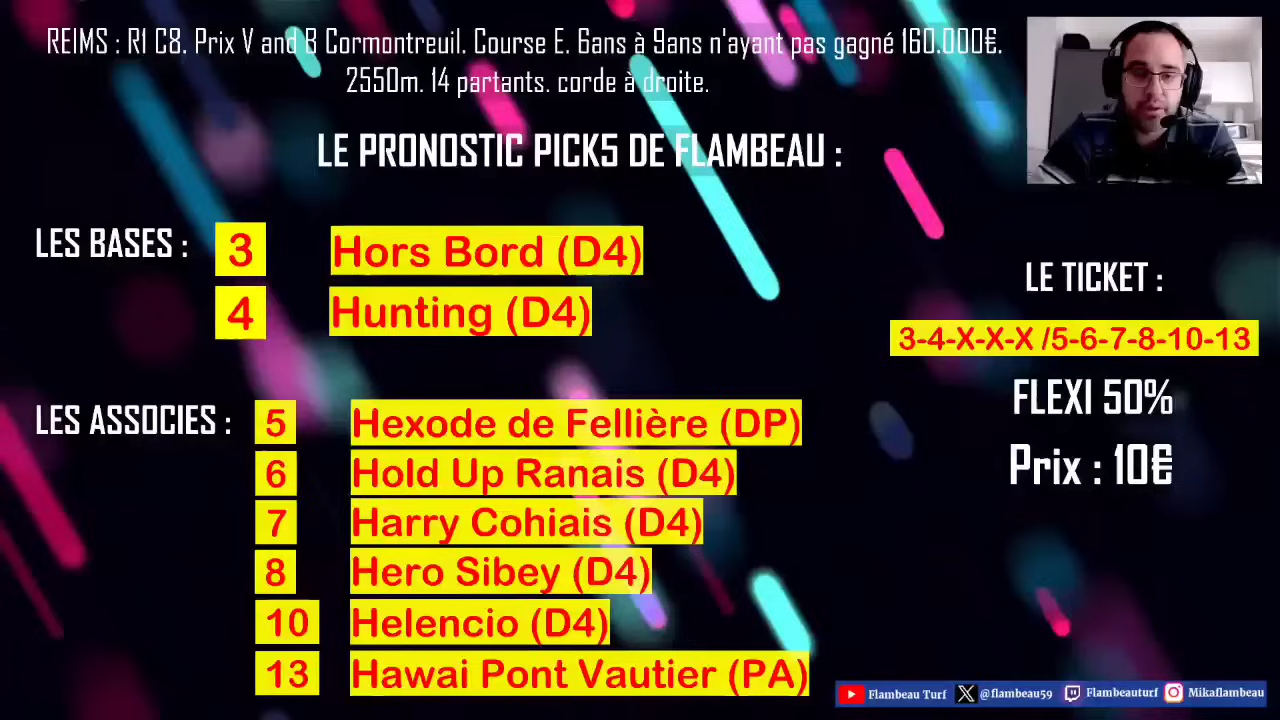 REIMS : R1 C8. Prix V and B Cormontreuil. Course E. 6ans à 9ans n'ayant pas gagné 160.000€.
2550m. 14 partants. corde à droite.
LE PRONOSTIC PICK5 DE FLAMBEAU :
LES BASES :
3 Hors Bord (D4)
4 Hunting (D4)
LES ASSOCIES :
5 Hexode de Fellière (DP)
6 Hold Up Ranais (D4)
7 Harry Cohiais (D4)
8 Hero Sibey (D4)
10 Helencio (D4)
13 Hawai Pont Vautier (PA)
LE TICKET :
3-4-X-X-X /5-6-7-8-10-13
FLEXI 50%
Prix : 10€
Flambeau Turf @flambeau59 Flambeauturf Mikaflambeau